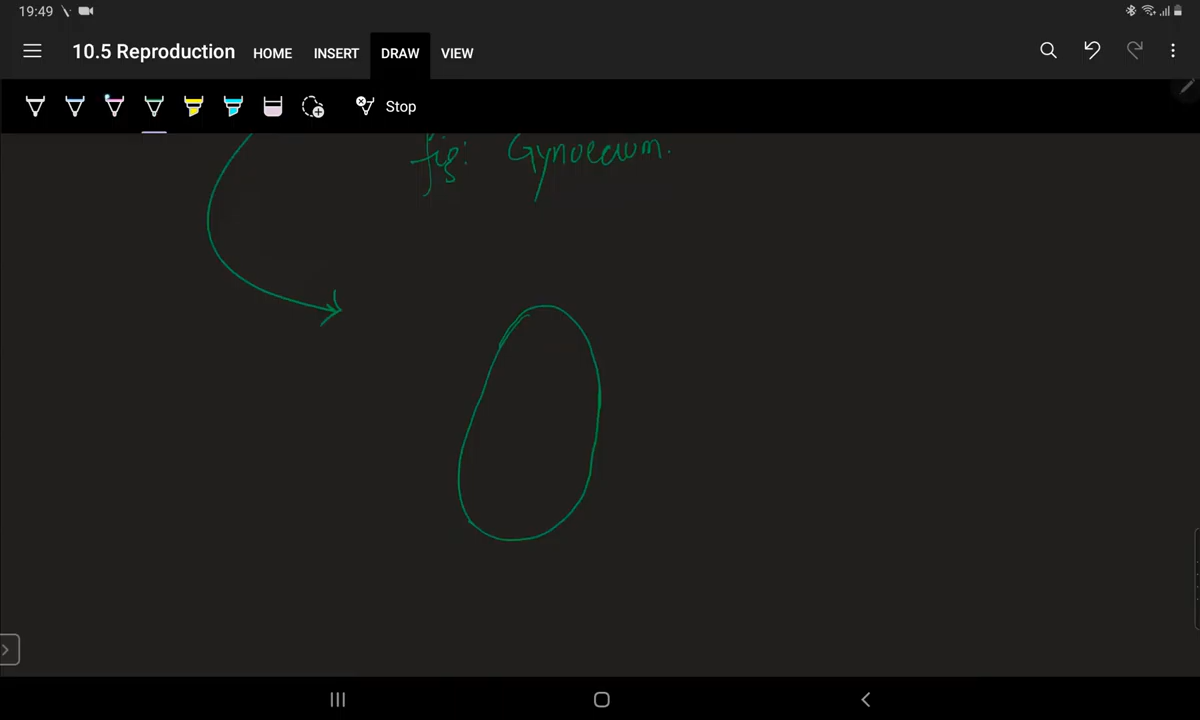 19:49
10.5 Reproduction HOME INSERT DRAW VIEW
Stop
fig: Gynoecium.